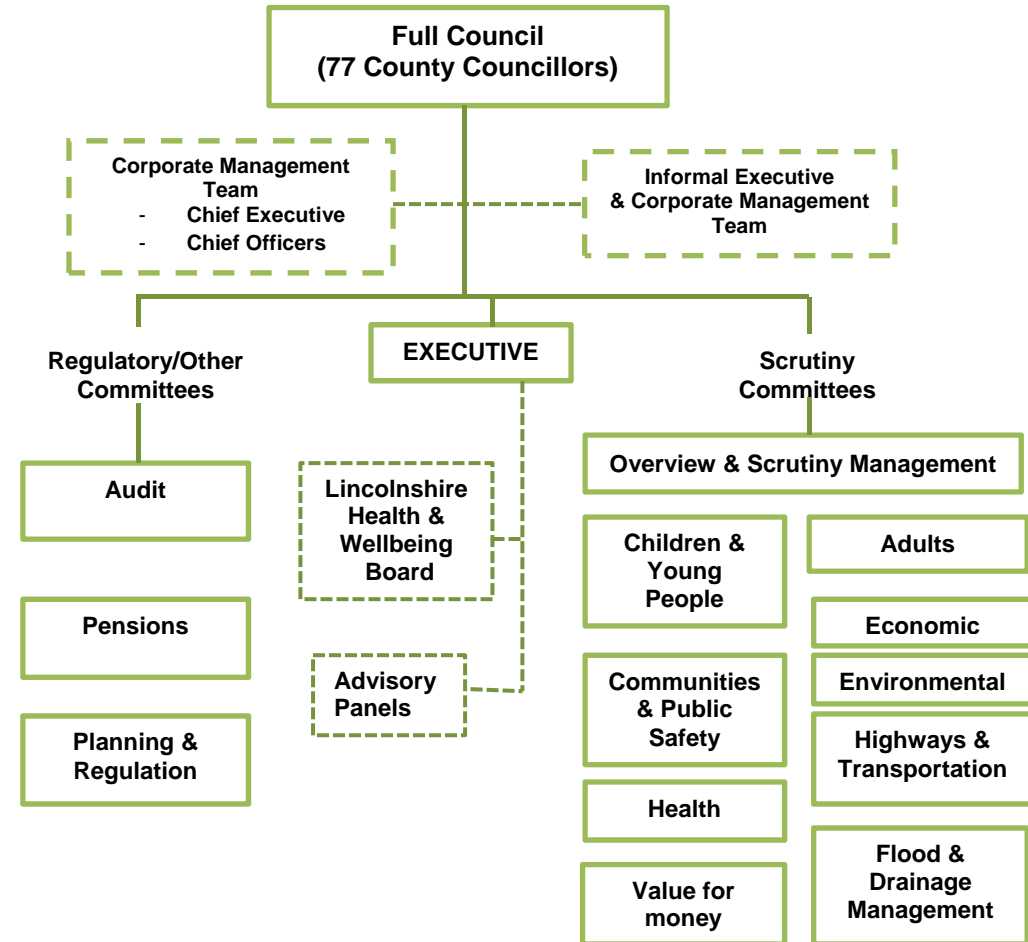 Full Council
(77 County Councillors)
Corporate Management
Team
- Chief Executive
- Chief Officers
Informal Executive
& Corporate Management
Team
Regulatory/Other
Committees
EXECUTIVE
Scrutiny
Committees
Audit
Pensions
Planning &
Regulation
Lincolnshire
Health &
Wellbeing
Board
Advisory
Panels
Overview & Scrutiny Management
Children &
Young
People
Adults
Economic
Communities
& Public
Safety
Environmental
Highways &
Transportation
Health
Value for
money
Flood &
Drainage
Management